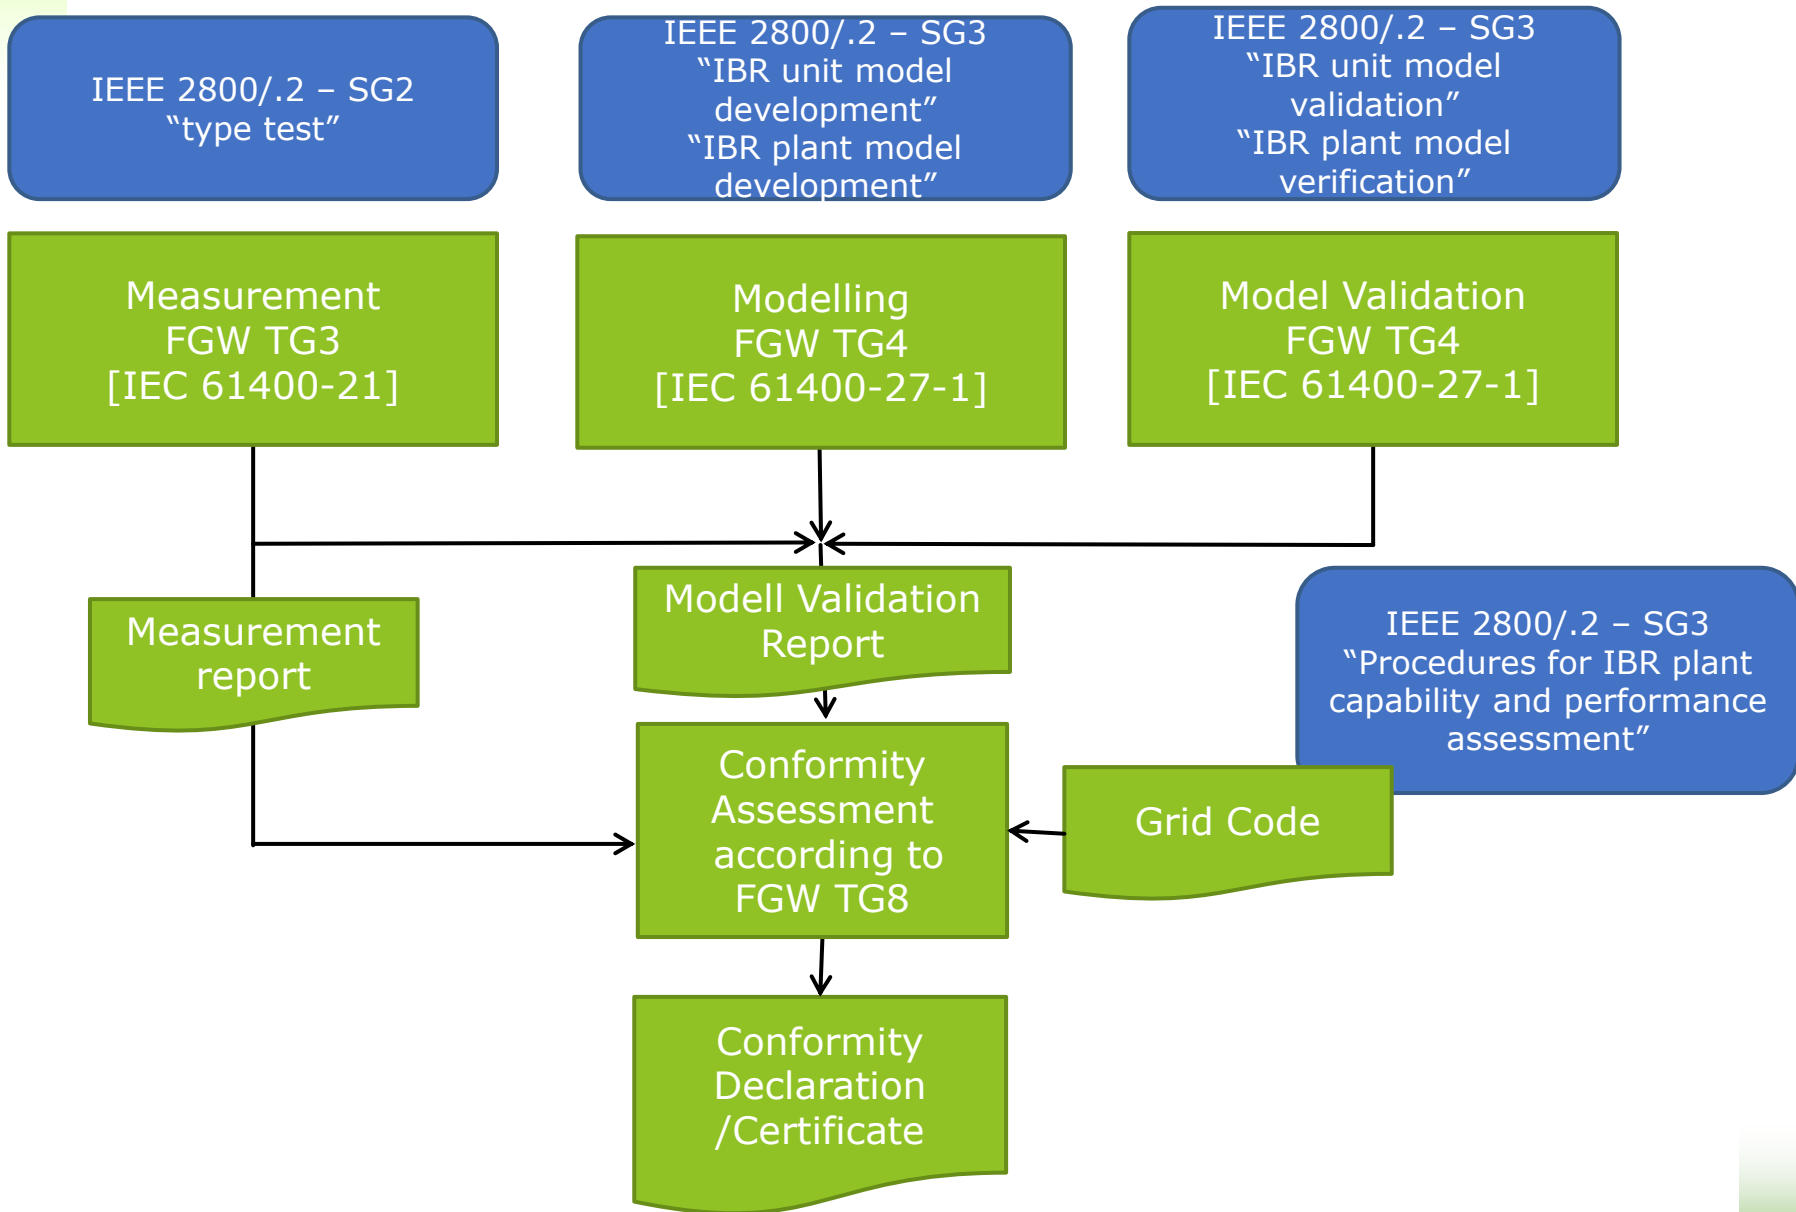 IEEE 2800/.2 – SG2
“type test”
IEEE 2800/.2 – SG3
“IBR unit model
development”
“IBR plant model
development”
IEEE 2800/.2 – SG3
“IBR unit model
validation”
“IBR plant model
verification”
Measurement
FGW TG3
[IEC 61400-21]
Modelling
FGW TG4
[IEC 61400-27-1]
Model Validation
FGW TG4
[IEC 61400-27-1]
Measurement
report
Modell Validation
Report
IEEE 2800/.2 – SG3
“Procedures for IBR plant
capability and performance
assessment”
Conformity
Assessment
according to
FGW TG8
Grid Code
Conformity
Declaration
/Certificate